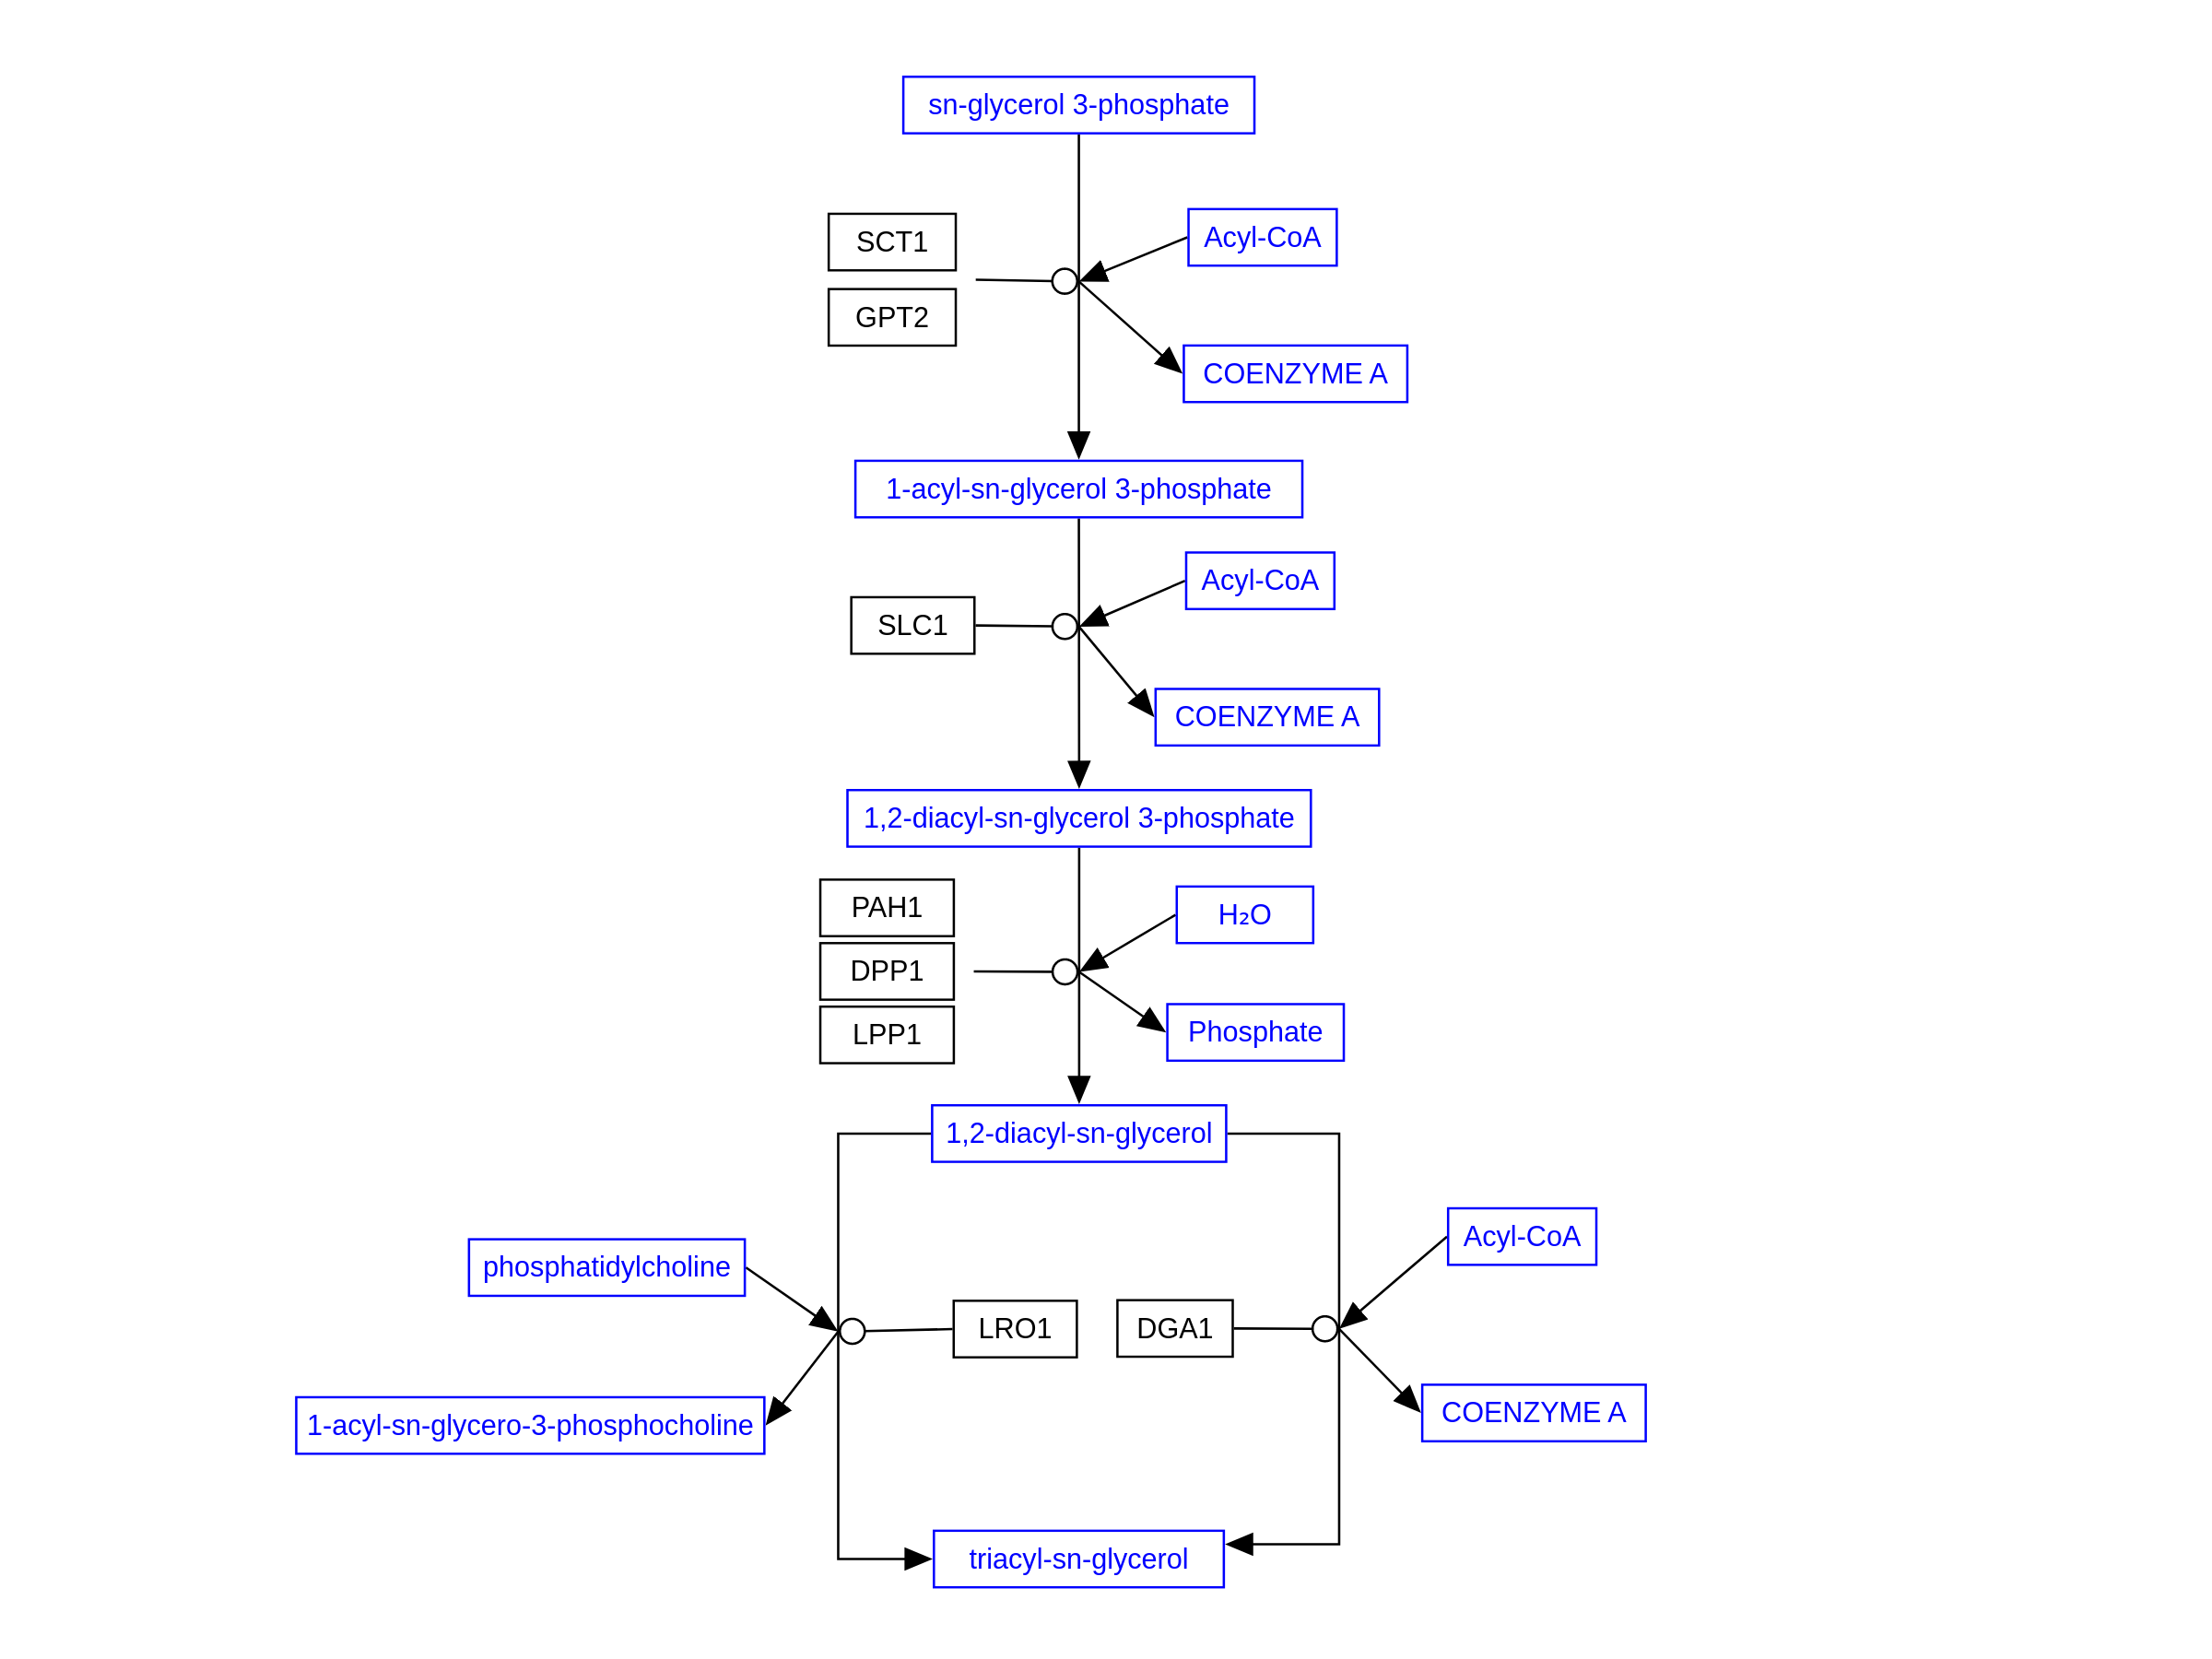 sn-glycerol 3-phosphate
SCT1
Acyl-CoA
GPT2
COENZYME A
1-acyl-sn-glycerol 3-phosphate
Acyl-CoA
SLC1
COENZYME A
1,2-diacyl-sn-glycerol 3-phosphate
PAH1
H₂O
DPP1
LPP1
Phosphate
1,2-diacyl-sn-glycerol
Acyl-CoA
phosphatidylcholine
LRO1
DGA1
COENZYME A
1-acyl-sn-glycero-3-phosphocholine
triacyl-sn-glycerol